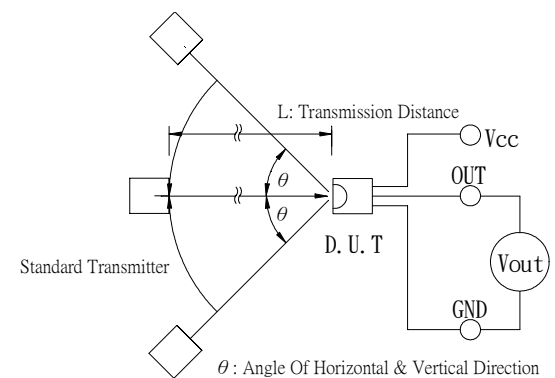 L: Transmission Distance
Vcc
θ
OUT
θ
D.U.T
Standard Transmitter
Vout
GND
θ: Angle Of Horizontal & Vertical Direction